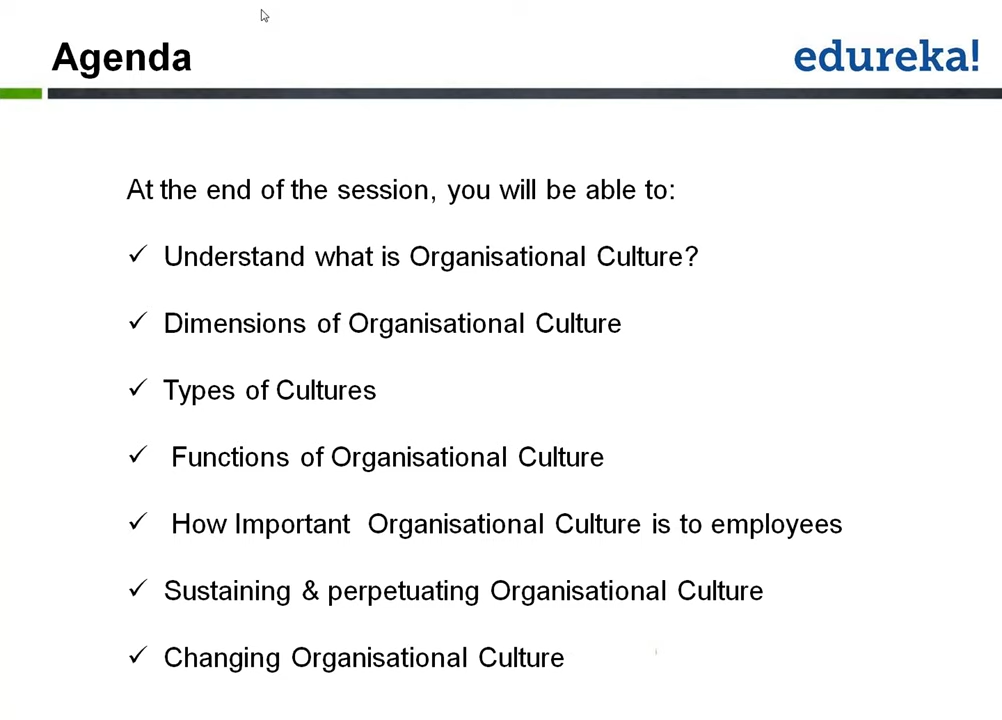 Agenda
edureka!
At the end of the session, you will be able to:
✓ Understand what is Organisational Culture?
✓ Dimensions of Organisational Culture
✓ Types of Cultures
✓ Functions of Organisational Culture
✓ How Important Organisational Culture is to employees
✓ Sustaining & perpetuating Organisational Culture
✓ Changing Organisational Culture